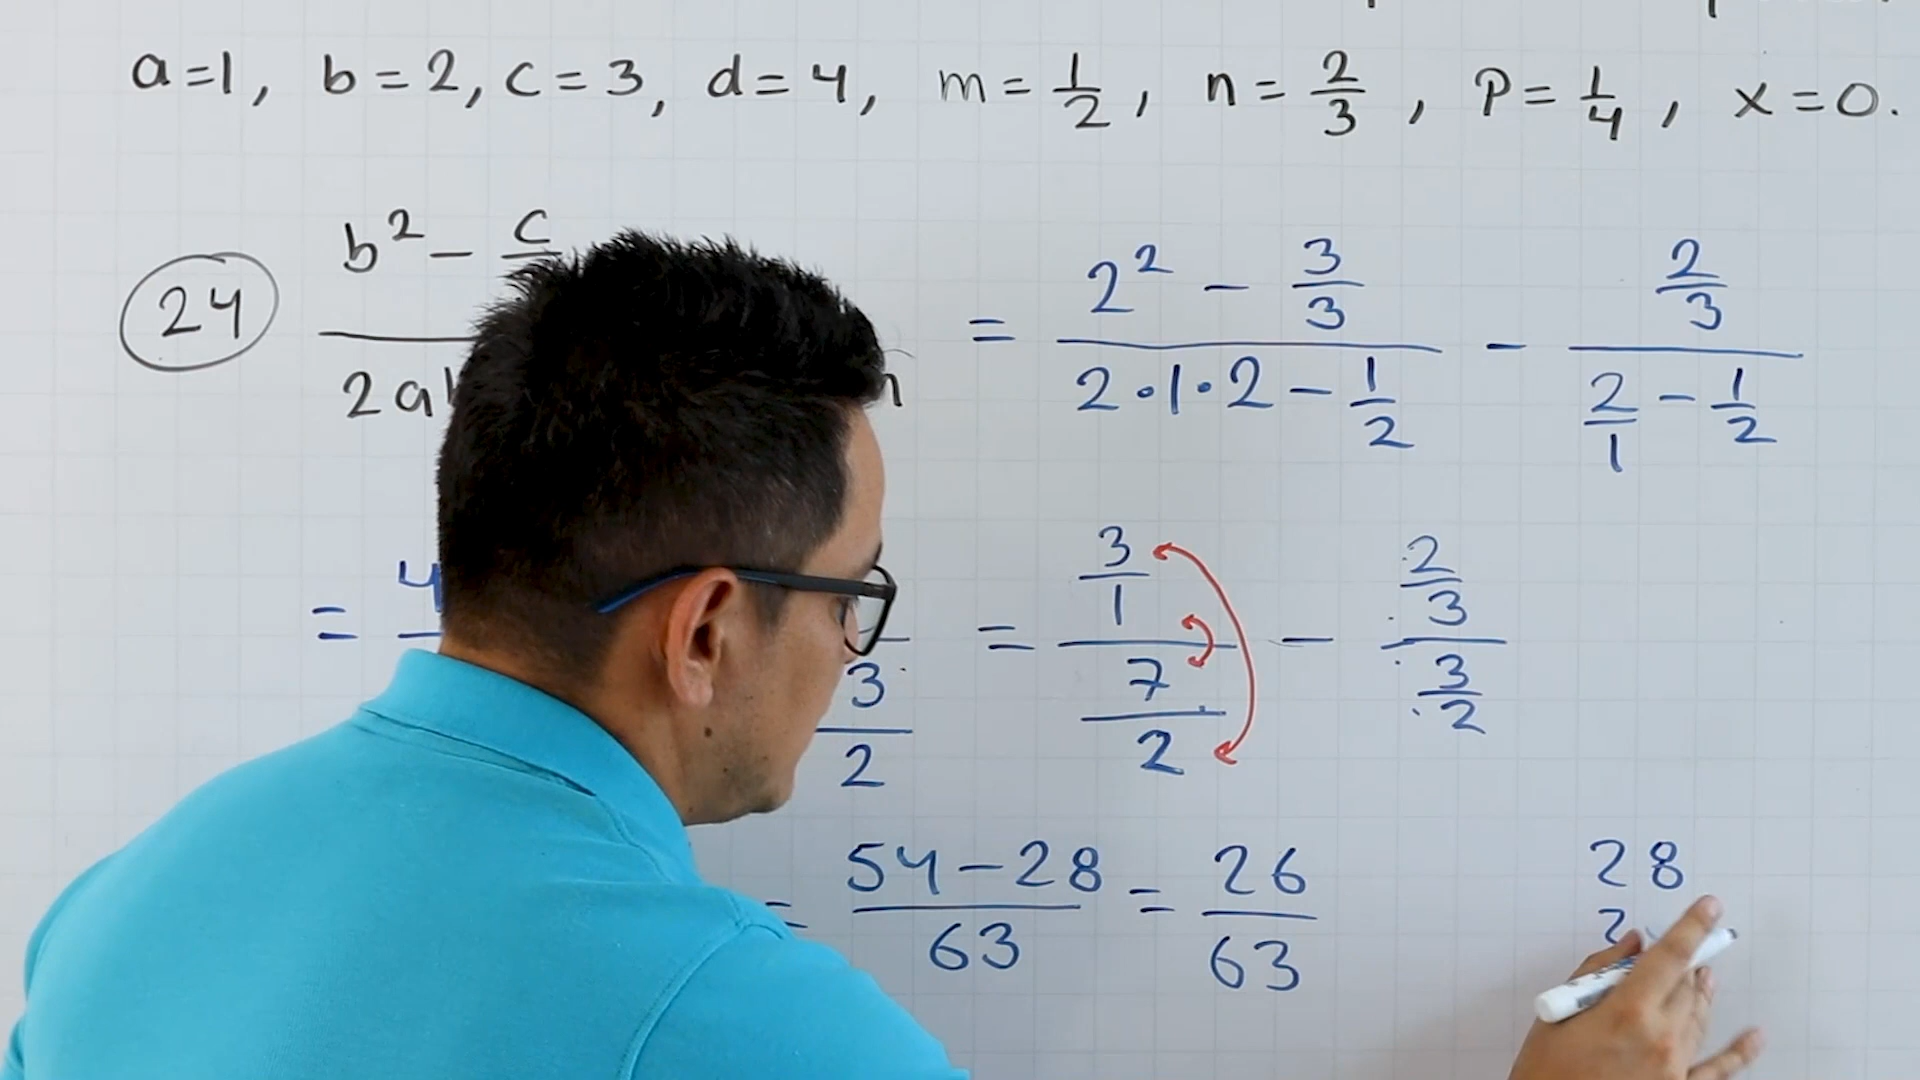 a=1, b=2, c=3, d=4, m=1/2, n=2/3, p=1/4, x=0.
24 (b² - c / 2a = (2² - 3/3)/(2·1·2 - 1/2) - (2/3)/(2/1 - 1/2)
= 4 3/2 = (3/1)/(7/2) - (2/3)/(3/2)
= (54-28)/63 = 26/63 28
2